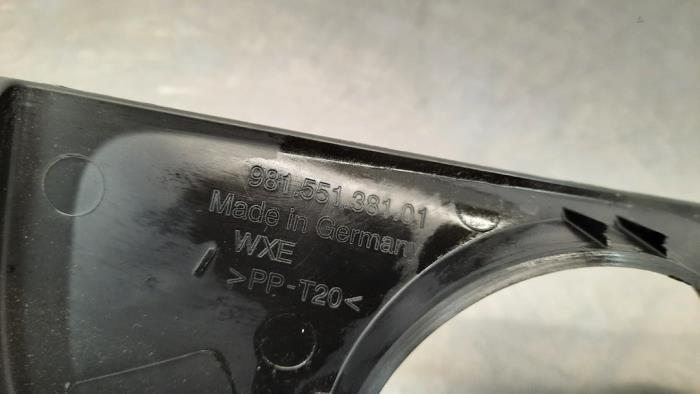 981.551.381.01
Made in Germany
WXE
>PP-T20<